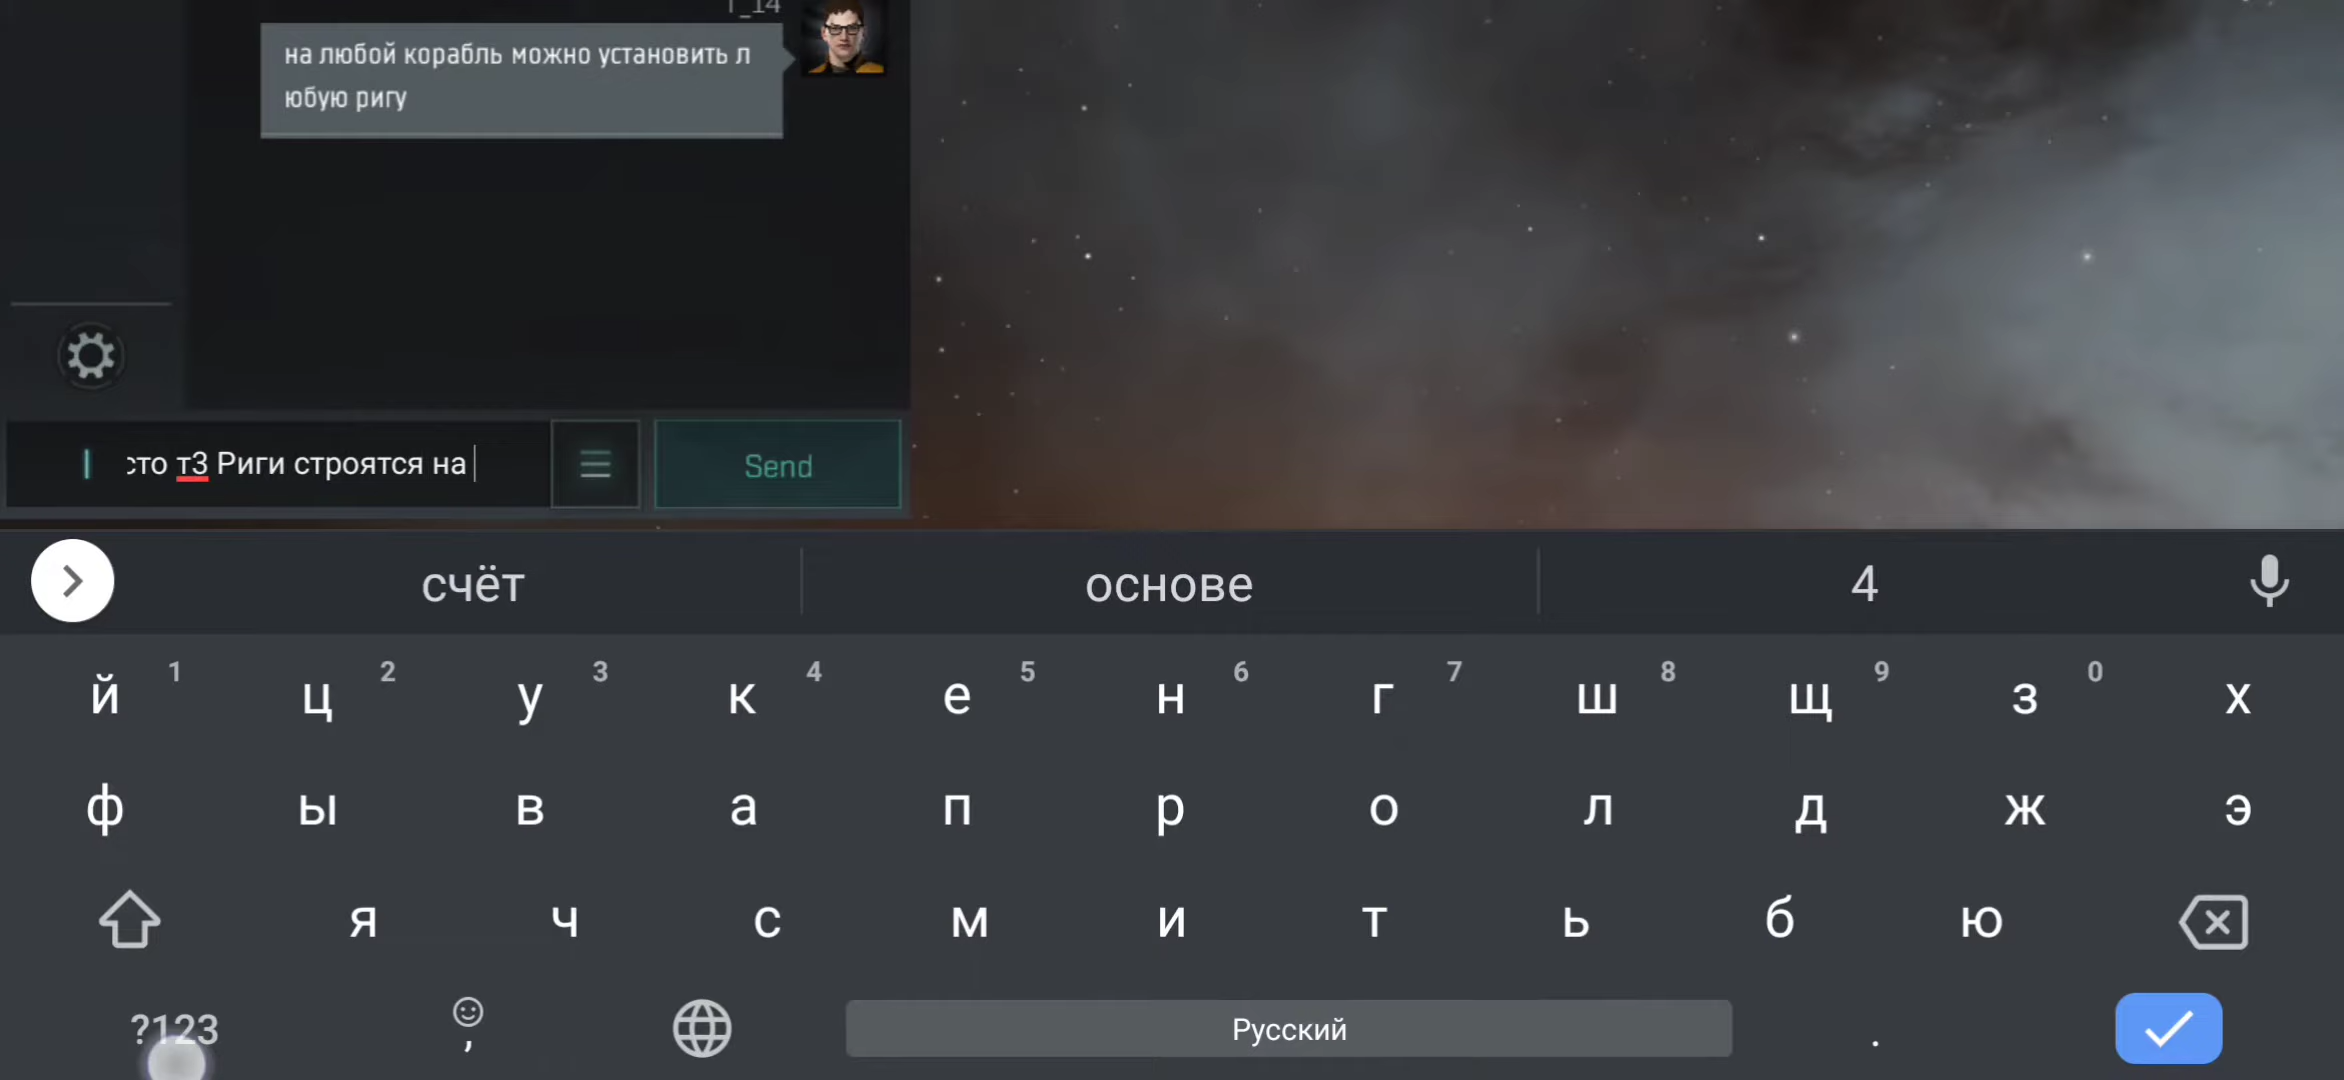 T_14
на любой корабль можно установить л
юбую ригу
сто т3 Риги строятся на
Send
счёт основе 4
й 1 ц 2 у 3 к 4 е 5 н 6 г 7 ш 8 щ 9 з 0 х
ф ы в а п р о л д ж э
я ч с м и т ь б ю
?123 , Русский .